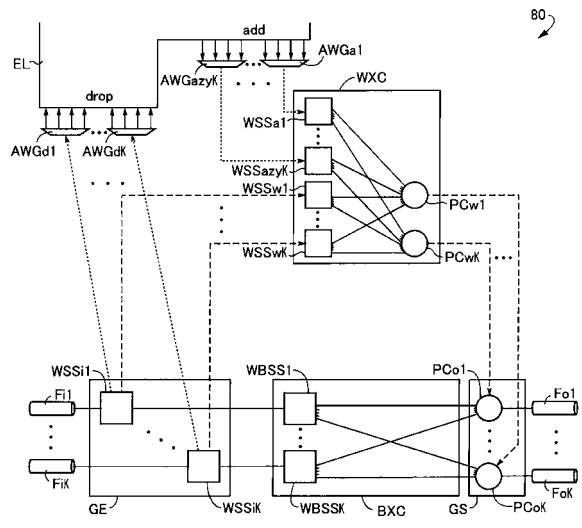 80
add
EL
drop
AWGazyK
AWGa1
WXC
AWGd1
AWGdK
WSSa1
WSSazyK
WSSw1
PCw1
WSSwK
PCwK
WSSi1
WBSS1
PCo1
Fi1
Fo1
FiK
FoK
GE
WSSiK
WBSSK
BXC
GS
PCoK